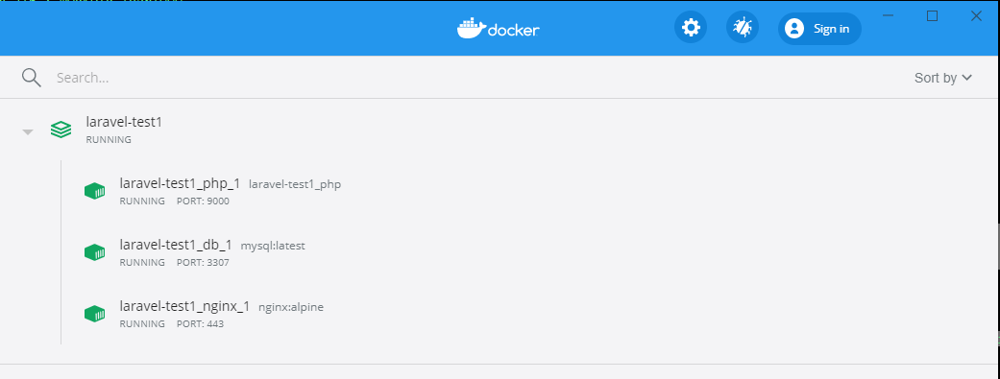 docker
Sign in
Search...
Sort by
laravel-test1
RUNNING
laravel-test1_php_1 laravel-test1_php
RUNNING PORT: 9000
laravel-test1_db_1 mysql:latest
RUNNING PORT: 3307
laravel-test1_nginx_1 nginx:alpine
RUNNING PORT: 443